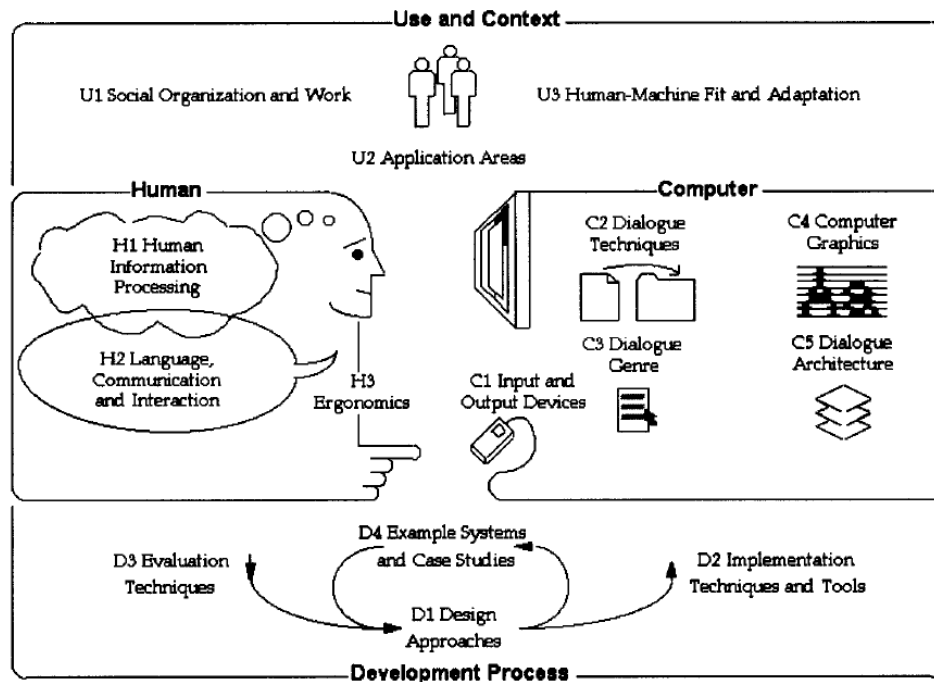 Use and Context
U1 Social Organization and Work
U3 Human-Machine Fit and Adaptation
U2 Application Areas
Human
H1 Human
Information
Processing
H2 Language,
Communication
and Interaction
H3
Ergonomics
Computer
C2 Dialogue
Techniques
C4 Computer
Graphics
C3 Dialogue
Genre
C5 Dialogue
Architecture
C1 Input and
Output Devices
D4 Example Systems
and Case Studies
D3 Evaluation
Techniques
D2 Implementation
Techniques and Tools
D1 Design
Approaches
Development Process